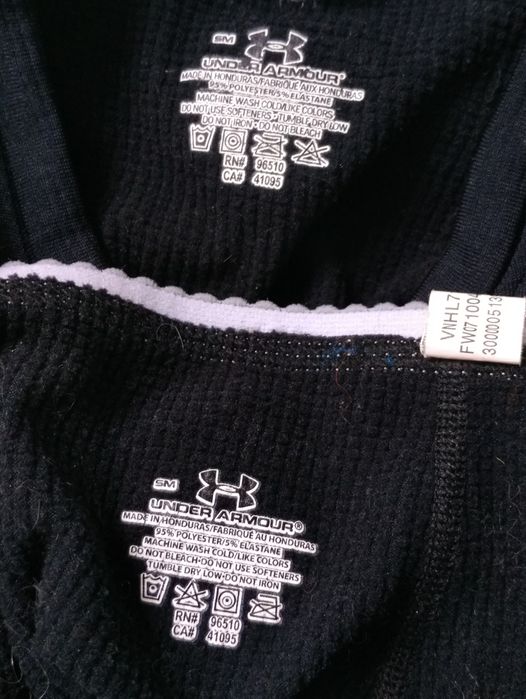 SM
UNDER ARMOUR®
MADE IN HONDURAS/FABRIQUÉ AUX HONDURAS
95% POLYESTER/5% ELASTANE
MACHINE WASH COLD/LIKE COLORS
DO NOT USE SOFTENERS • TUMBLE DRY LOW
DO NOT IRON • DO NOT BLEACH
RN# 96510
CA# 41095
VNHL7
FW071000
300000513
SM
UNDER ARMOUR®
MADE IN HONDURAS/FABRIQUÉ AU HONDURAS
95% POLYESTER/5% ELASTANE
MACHINE WASH COLD/LIKE COLORS
DO NOT BLEACH•DO NOT USE SOFTENERS
TUMBLE DRY LOW•DO NOT IRON
RN# 96510
CA# 41095